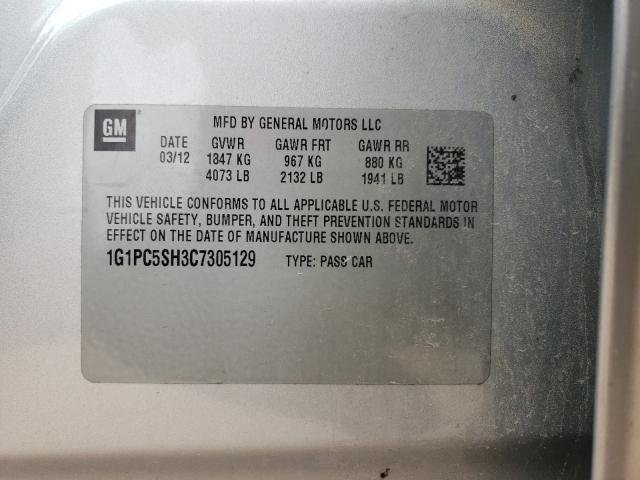 GM
MFD BY GENERAL MOTORS LLC
DATE GVWR GAWR FRT GAWR RR
03/12 1847 KG 967 KG 880 KG
4073 LB 2132 LB 1941 LB
THIS VEHICLE CONFORMS TO ALL APPLICABLE U.S. FEDERAL MOTOR
VEHICLE SAFETY, BUMPER, AND THEFT PREVENTION STANDARDS IN
EFFECT ON THE DATE OF MANUFACTURE SHOWN ABOVE.
1G1PC5SH3C7305129 TYPE: PASS CAR